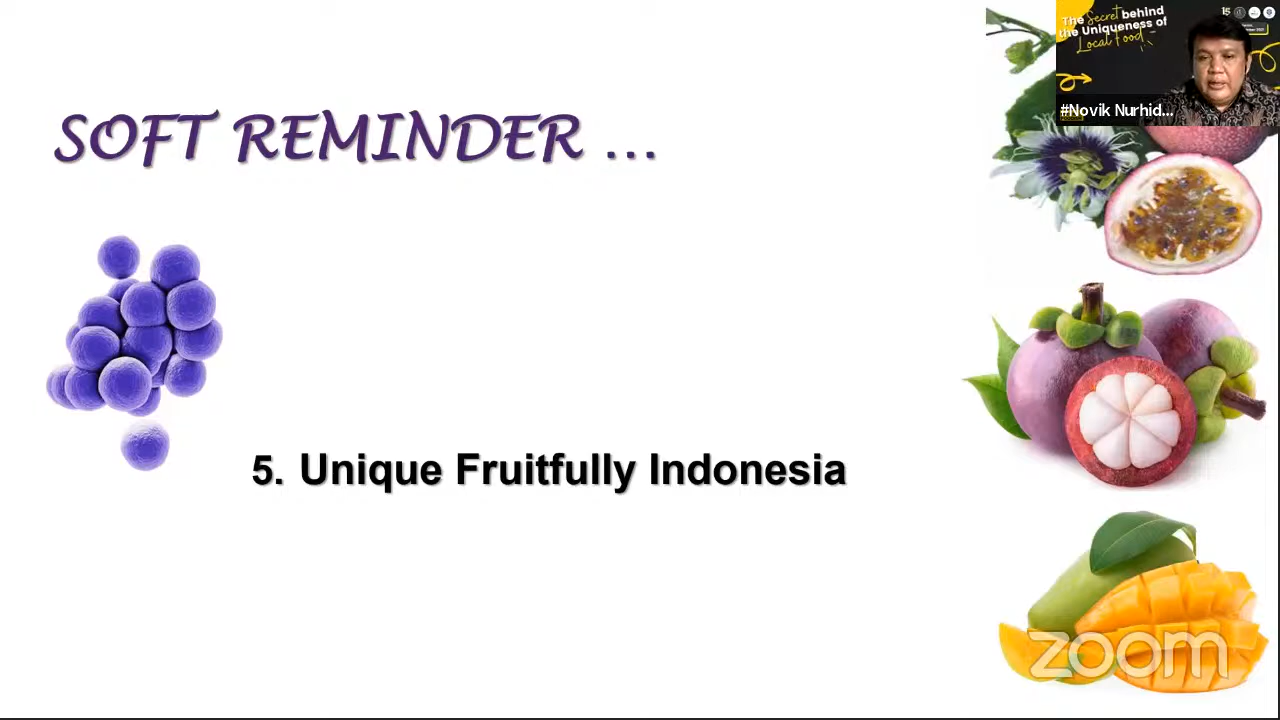 SOFT REMINDER ...
5. Unique Fruitfully Indonesia
The Secret behind
the Uniqueness of
Local Food
#Novik Nurhid...
zoom